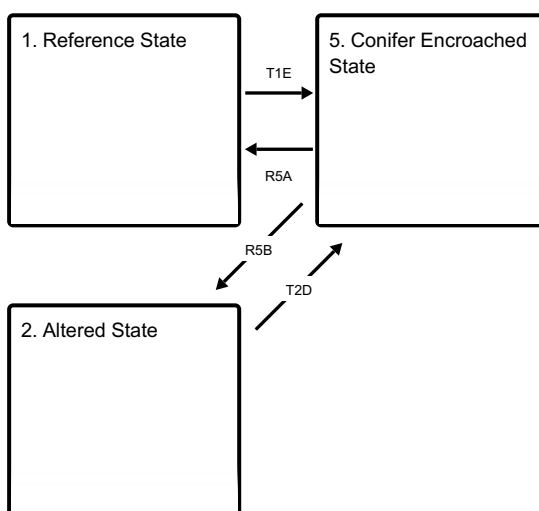 1. Reference State
5. Conifer Encroached
State
T1E
R5A
R5B
T2D
2. Altered State